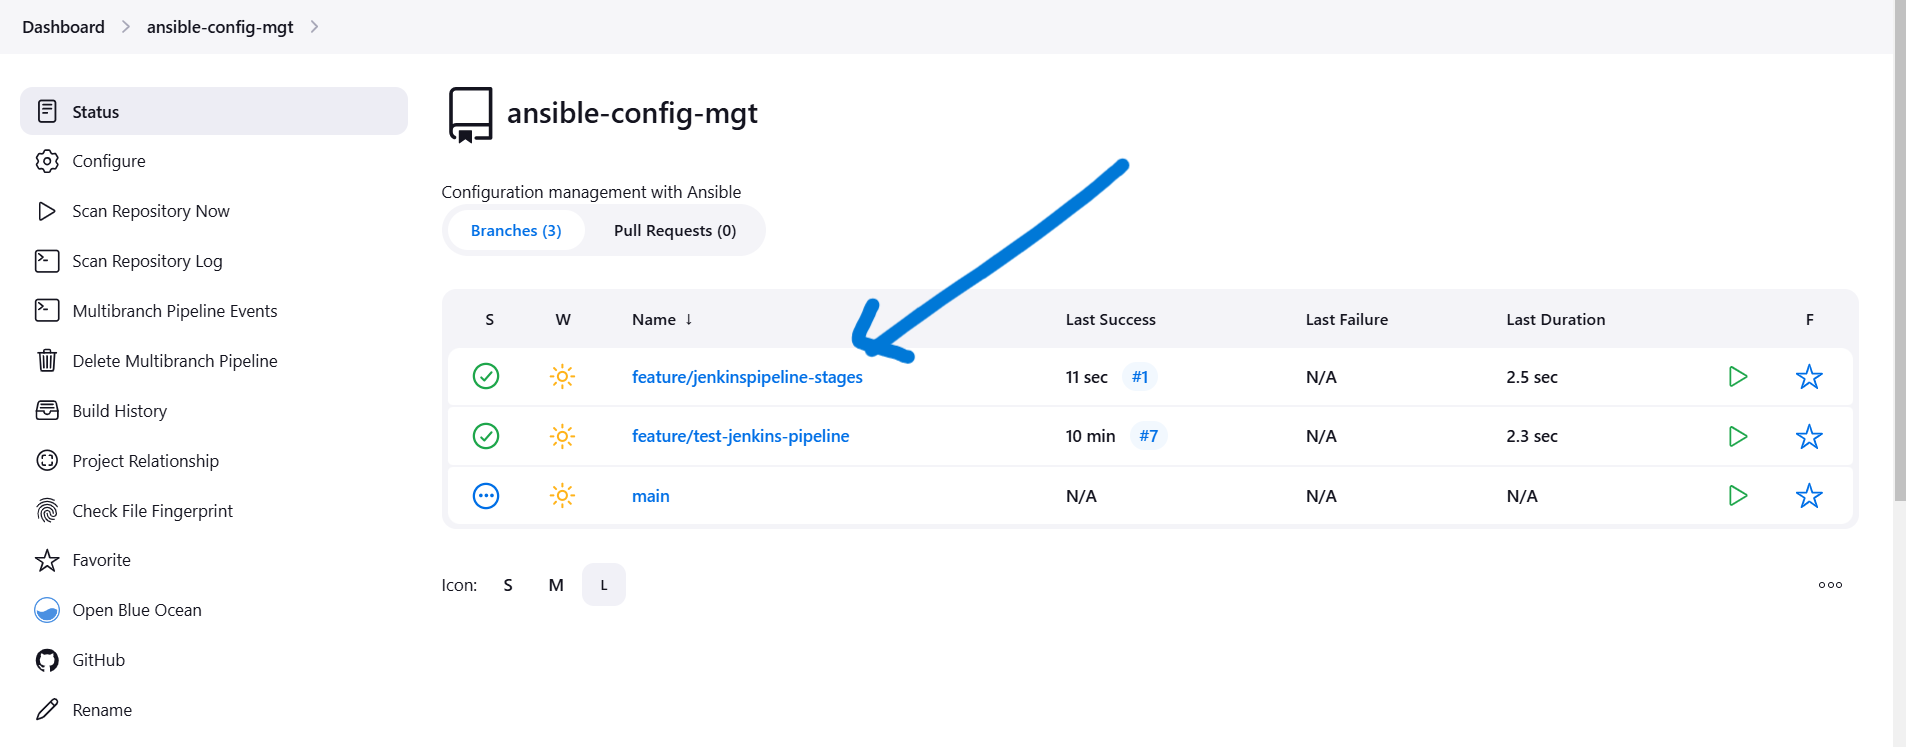 Dashboard
ansible-config-mgt
Status
Configure
Scan Repository Now
Scan Repository Log
Multibranch Pipeline Events
Delete Multibranch Pipeline
Build History
Project Relationship
Check File Fingerprint
Favorite
Open Blue Ocean
GitHub
Rename
ansible-config-mgt
Configuration management with Ansible
Branches (3) Pull Requests (0)
S W Name ↓ Last Success Last Failure Last Duration F
feature/jenkinspipeline-stages 11 sec #1 N/A 2.5 sec
feature/test-jenkins-pipeline 10 min #7 N/A 2.3 sec
main N/A N/A N/A
Icon: S M L